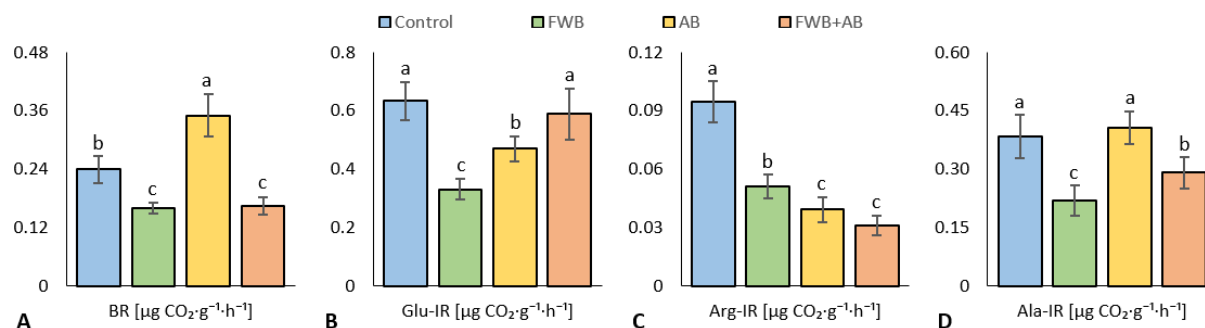 Control FWB AB FWB+AB
0.48
0.36
0.24
0.12
0
b
c
a
c
A
BR [µg CO₂·g⁻¹·h⁻¹]
0.8
0.6
0.4
0.2
0
a
c
b
a
B
Glu-IR [µg CO₂·g⁻¹·h⁻¹]
0.12
0.09
0.06
0.03
0
a
b
c
c
C
Arg-IR [µg CO₂·g⁻¹·h⁻¹]
0.60
0.45
0.30
0.15
0
a
c
a
b
D
Ala-IR [µg CO₂·g⁻¹·h⁻¹]